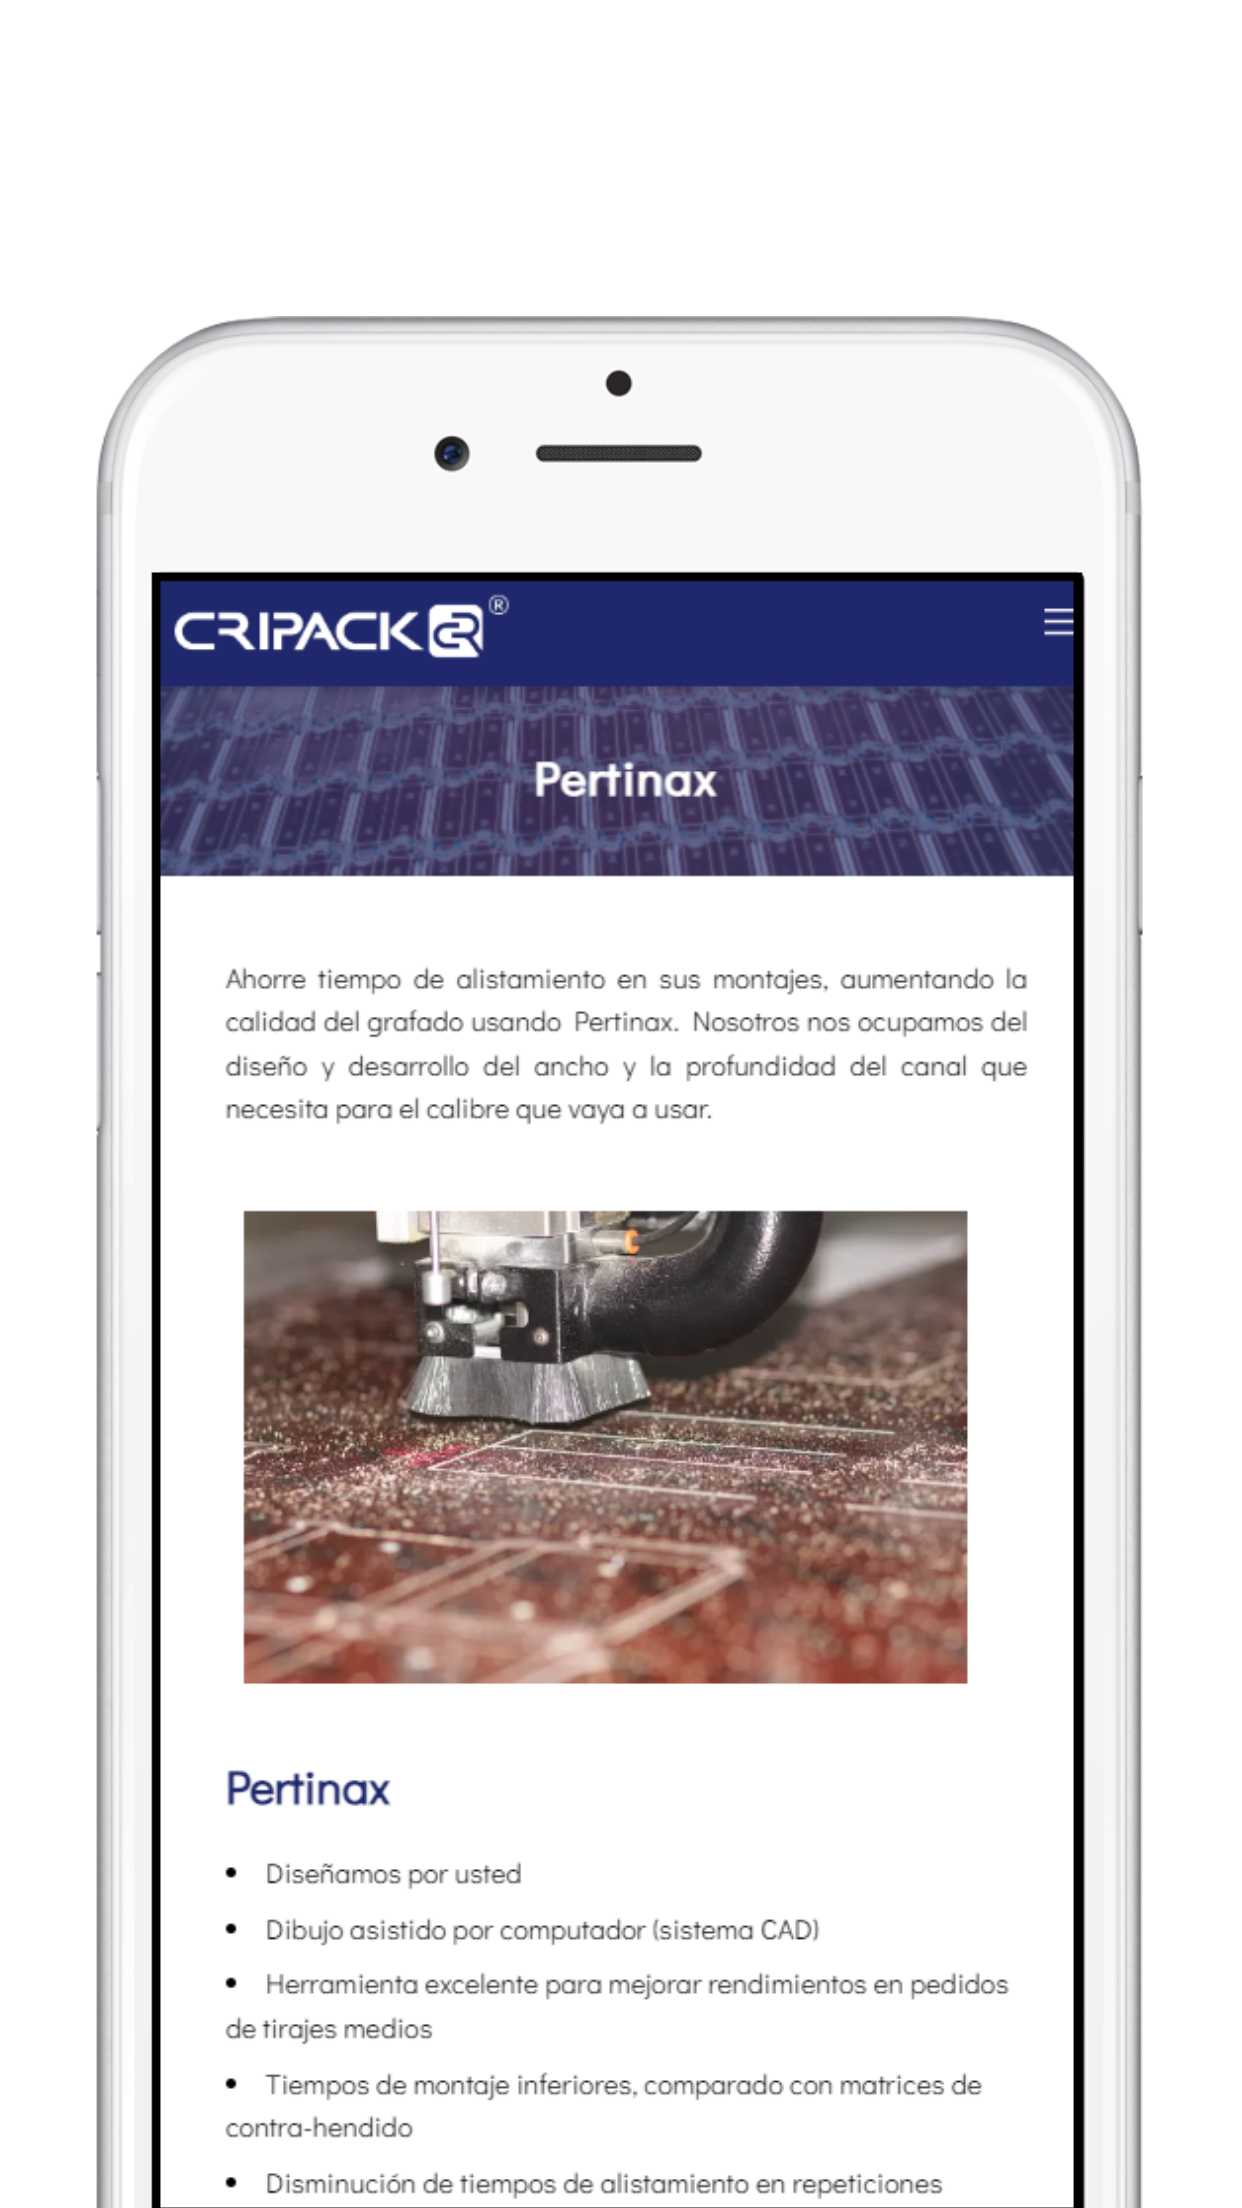 CRIPACK ®
Pertinax
Ahorre tiempo de alistamiento en sus montajes, aumentando la
calidad del grafado usando Pertinax. Nosotros nos ocupamos del
diseño y desarrollo del ancho y la profundidad del canal que
necesita para el calibre que vaya a usar.
Pertinax
• Diseñamos por usted
• Dibujo asistido por computador (sistema CAD)
• Herramienta excelente para mejorar rendimientos en pedidos
de tirajes medios
• Tiempos de montaje inferiores, comparado con matrices de
contra-hendido
• Disminución de tiempos de alistamiento en repeticiones